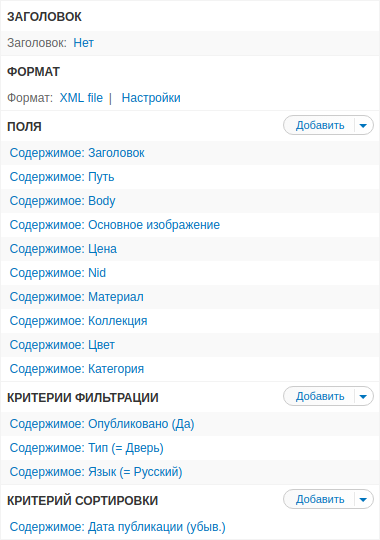 ЗАГОЛОВОК
Заголовок: Нет
ФОРМАТ
Формат: XML file | Настройки
ПОЛЯ Добавить
Содержимое: Заголовок
Содержимое: Путь
Содержимое: Body
Содержимое: Основное изображение
Содержимое: Цена
Содержимое: Nid
Содержимое: Материал
Содержимое: Коллекция
Содержимое: Цвет
Содержимое: Категория
КРИТЕРИИ ФИЛЬТРАЦИИ Добавить
Содержимое: Опубликовано (Да)
Содержимое: Тип (= Дверь)
Содержимое: Язык (= Русский)
КРИТЕРИЙ СОРТИРОВКИ Добавить
Содержимое: Дата публикации (убыв.)